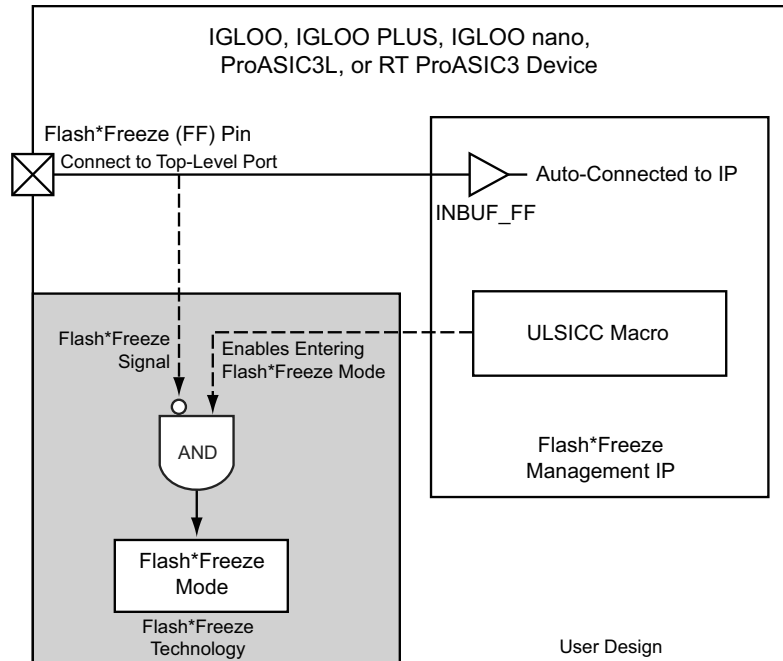 IGLOO, IGLOO PLUS, IGLOO nano,
ProASIC3L, or RT ProASIC3 Device
Flash*Freeze (FF) Pin
Connect to Top-Level Port
Auto-Connected to IP
INBUF_FF
ULSICC Macro
Flash*Freeze
Signal
Enables Entering
Flash*Freeze Mode
AND
Flash*Freeze
Management IP
Flash*Freeze
Mode
Flash*Freeze
Technology
User Design